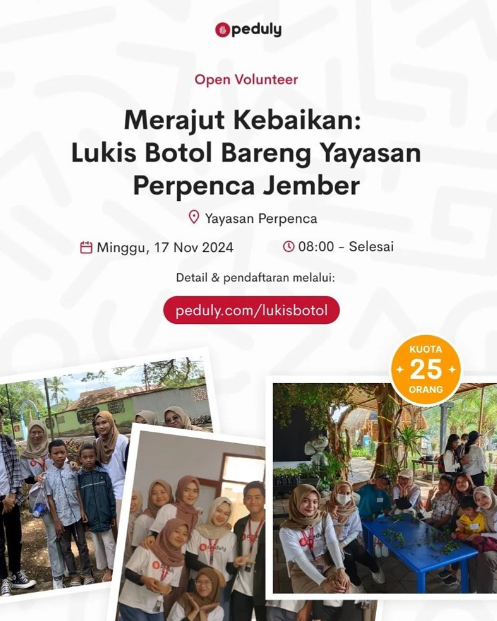 peduly
Open Volunteer
Merajut Kebaikan:
Lukis Botol Bareng Yayasan
Perpenca Jember
Yayasan Perpenca
Minggu, 17 Nov 2024
08:00 - Selesai
Detail & pendaftaran melalui:
peduly.com/lukisbotol
KUOTA
25
ORANG
peduly